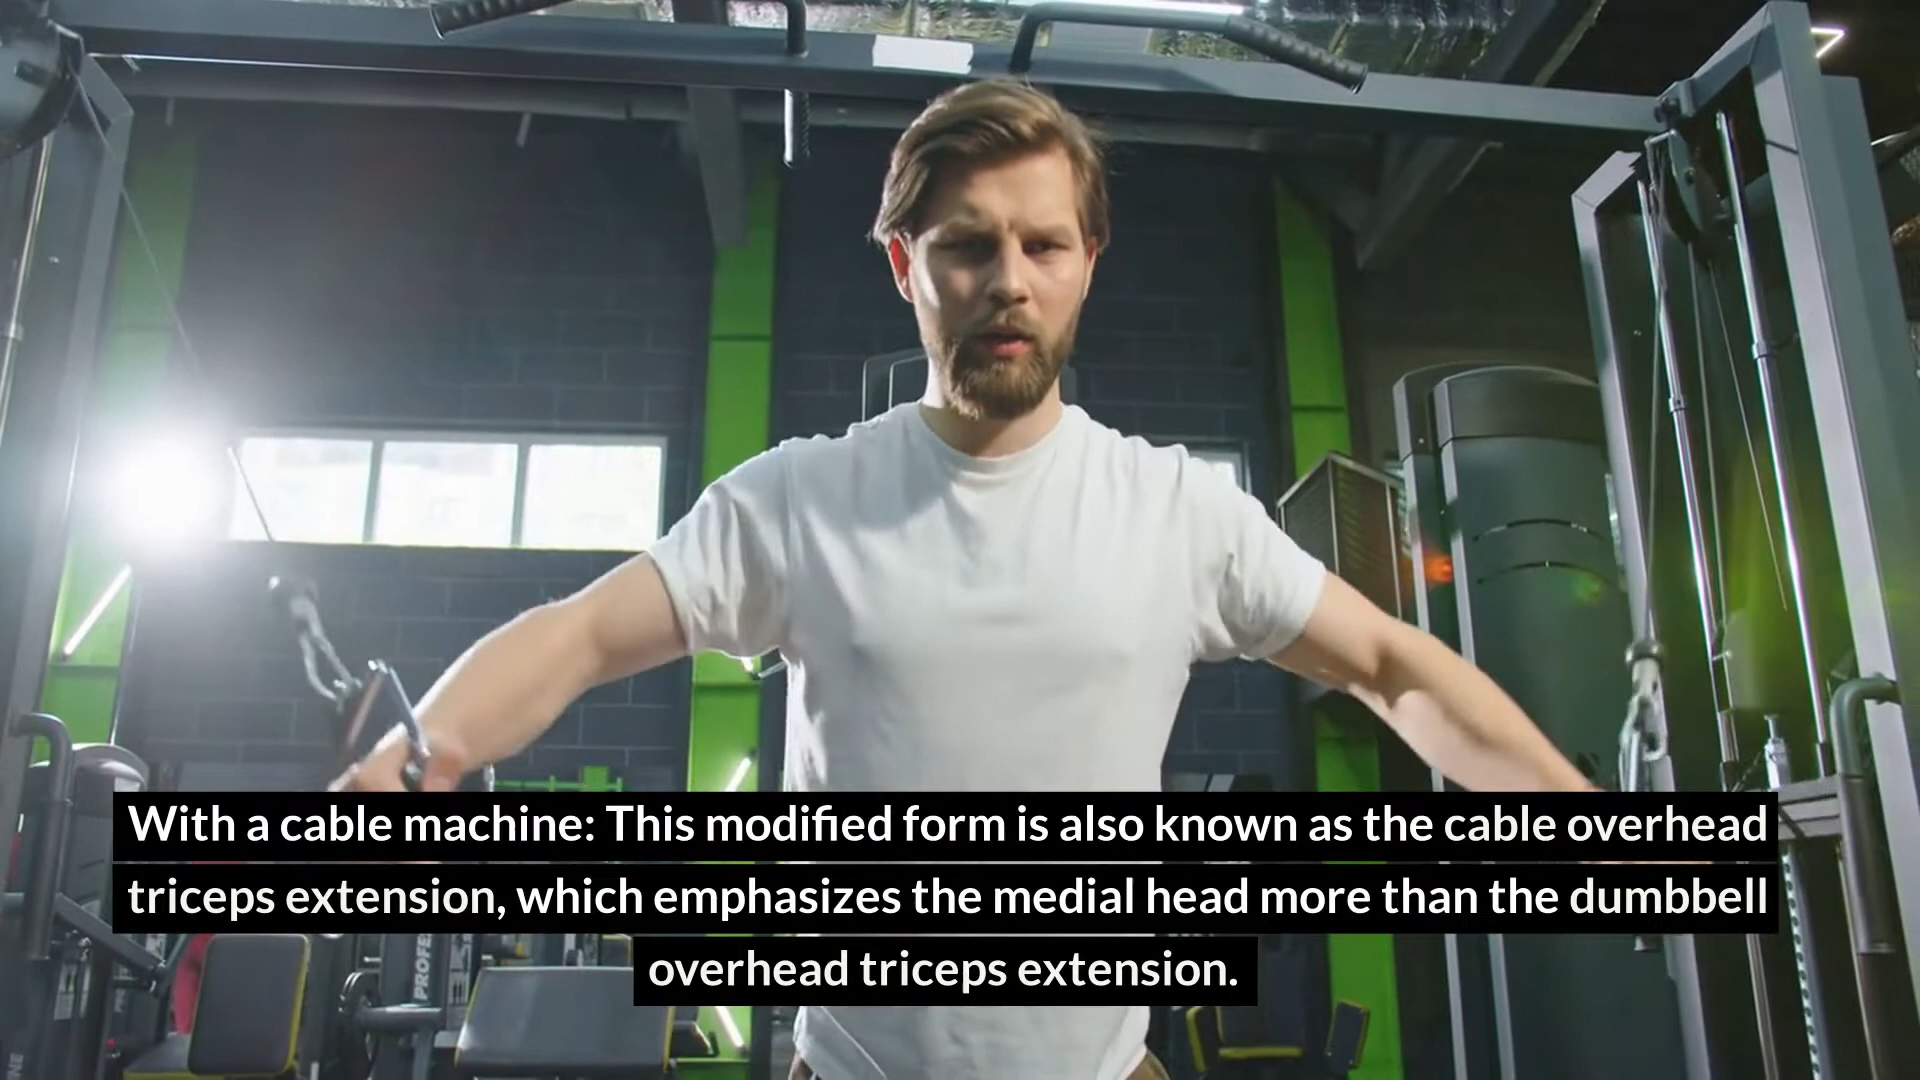 With a cable machine: This modified form is also known as the cable overhead
triceps extension, which emphasizes the medial head more than the dumbbell
overhead triceps extension.